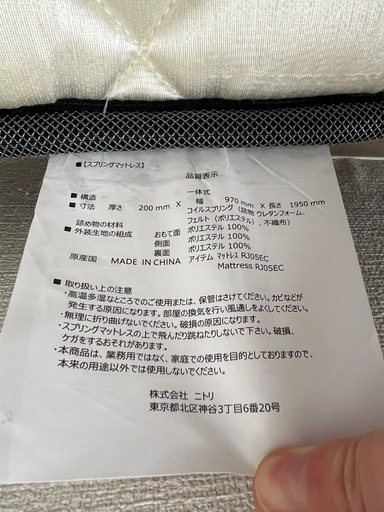 ■【スプリングマットレス】
品質表示
■構造 一体式
■寸法 厚さ 200 mm X 幅 970 mm X 長さ 1950 mm
詰め物の材料 コイルスプリング（詰物 ウレタンフォーム、
フェルト（ポリエステル）、不織布）
■外装生地の組成 おもて面 ポリエステル 100%
側面 ポリエステル 100%
裏面 ポリエステル 100%
原産国 MADE IN CHINA アイテム マットレス RJ05EC
Mattress RJ05EC
■取り扱い上の注意
・高温多湿なところでのご使用または、保管はさけてください。カビなどが
発生する原因になります。部屋の換気を行い風通しをよくしてください。
・無理に折り曲げないでください。破損の原因になります。
・スプリングマットレスの上で飛んだり跳ねたりしないで下さい。破損、
ケガをするおそれがあります。
・本商品は、業務用ではなく、家庭での使用を目的としておりますので、
本来の用途以外では使用しないでください。
株式会社 ニトリ
東京都北区神谷3丁目6番20号